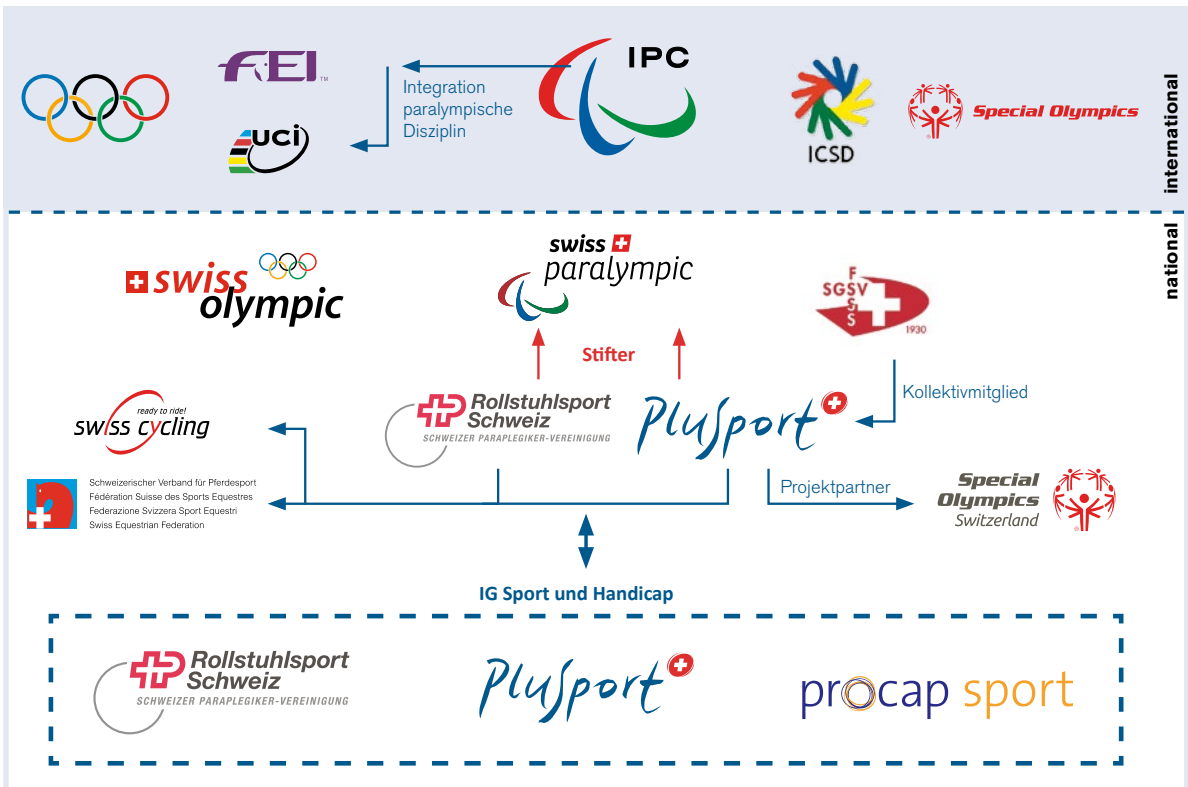 FEI
TM
IPC
Integration
paralympische
Disziplin
uci
ICSD
Special Olympics
international
national
swiss
olympic
swiss
paralympic
F
SGSV
S
S
1930
Stifter
Kollektivmitglied
ready to ride!
swiss cycling
Rollstuhlsport
Schweiz
SCHWEIZER PARAPLEGIKER-VEREINIGUNG
PluSport
Schweizerischer Verband für Pferdesport
Fédération Suisse des Sports Equestres
Federazione Svizzera Sport Equestri
Swiss Equestrian Federation
Projektpartner
Special
Olympics
Switzerland
IG Sport und Handicap
Rollstuhlsport
Schweiz
SCHWEIZER PARAPLEGIKER-VEREINIGUNG
PluSport
procap sport